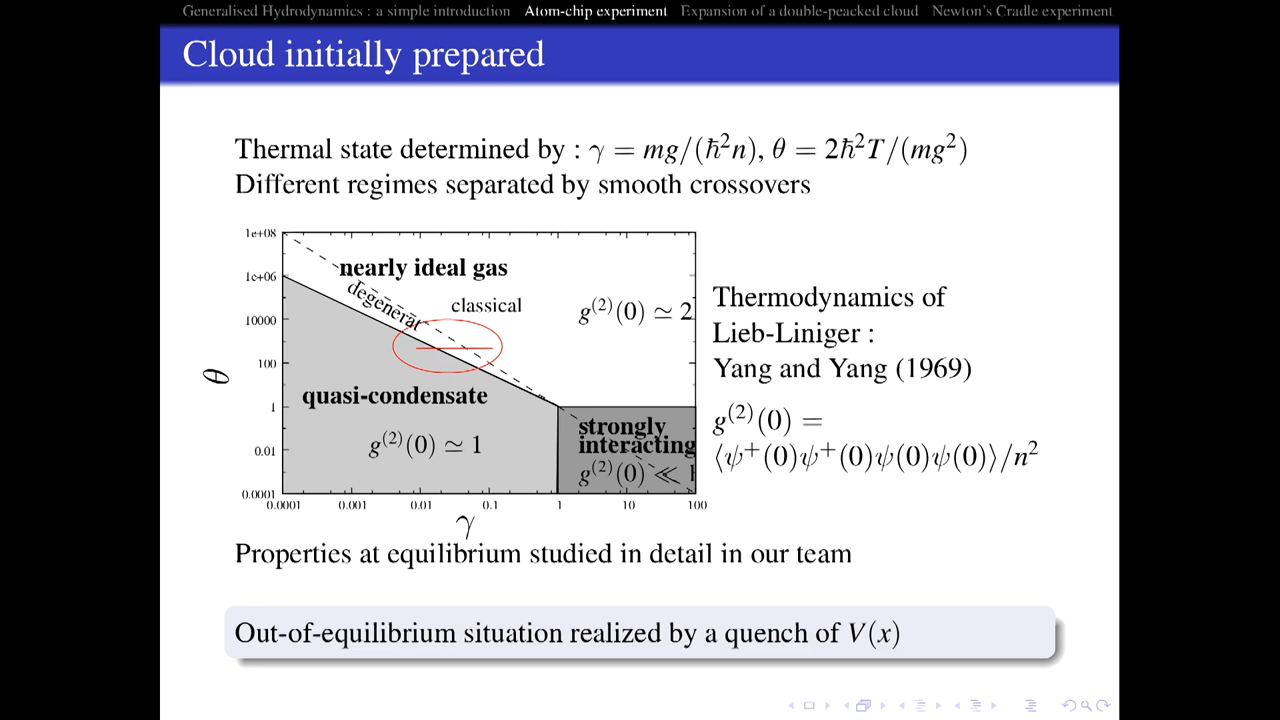 Generalised Hydrodynamics : a simple introduction Atom-chip experiment Expansion of a double-peacked cloud Newton's Cradle experiment
Cloud initially prepared
Thermal state determined by : γ = mg/(ℏ²n), θ = 2ℏ²T/(mg²)
Different regimes separated by smooth crossovers
1e+08
1e+06
10000
100
1
0.01
0.0001
θ
nearly ideal gas
degenerat
classical
g⁽²⁾(0) ≃ 2
quasi-condensate
g⁽²⁾(0) ≃ 1
strongly
interacting
g⁽²⁾(0) ≪ 1
0.0001 0.001 0.01 0.1 1 10 100
γ
Thermodynamics of
Lieb-Liniger :
Yang and Yang (1969)
g⁽²⁾(0) =
⟨ψ⁺(0)ψ⁺(0)ψ(0)ψ(0)⟩/n²
Properties at equilibrium studied in detail in our team
Out-of-equilibrium situation realized by a quench of V(x)